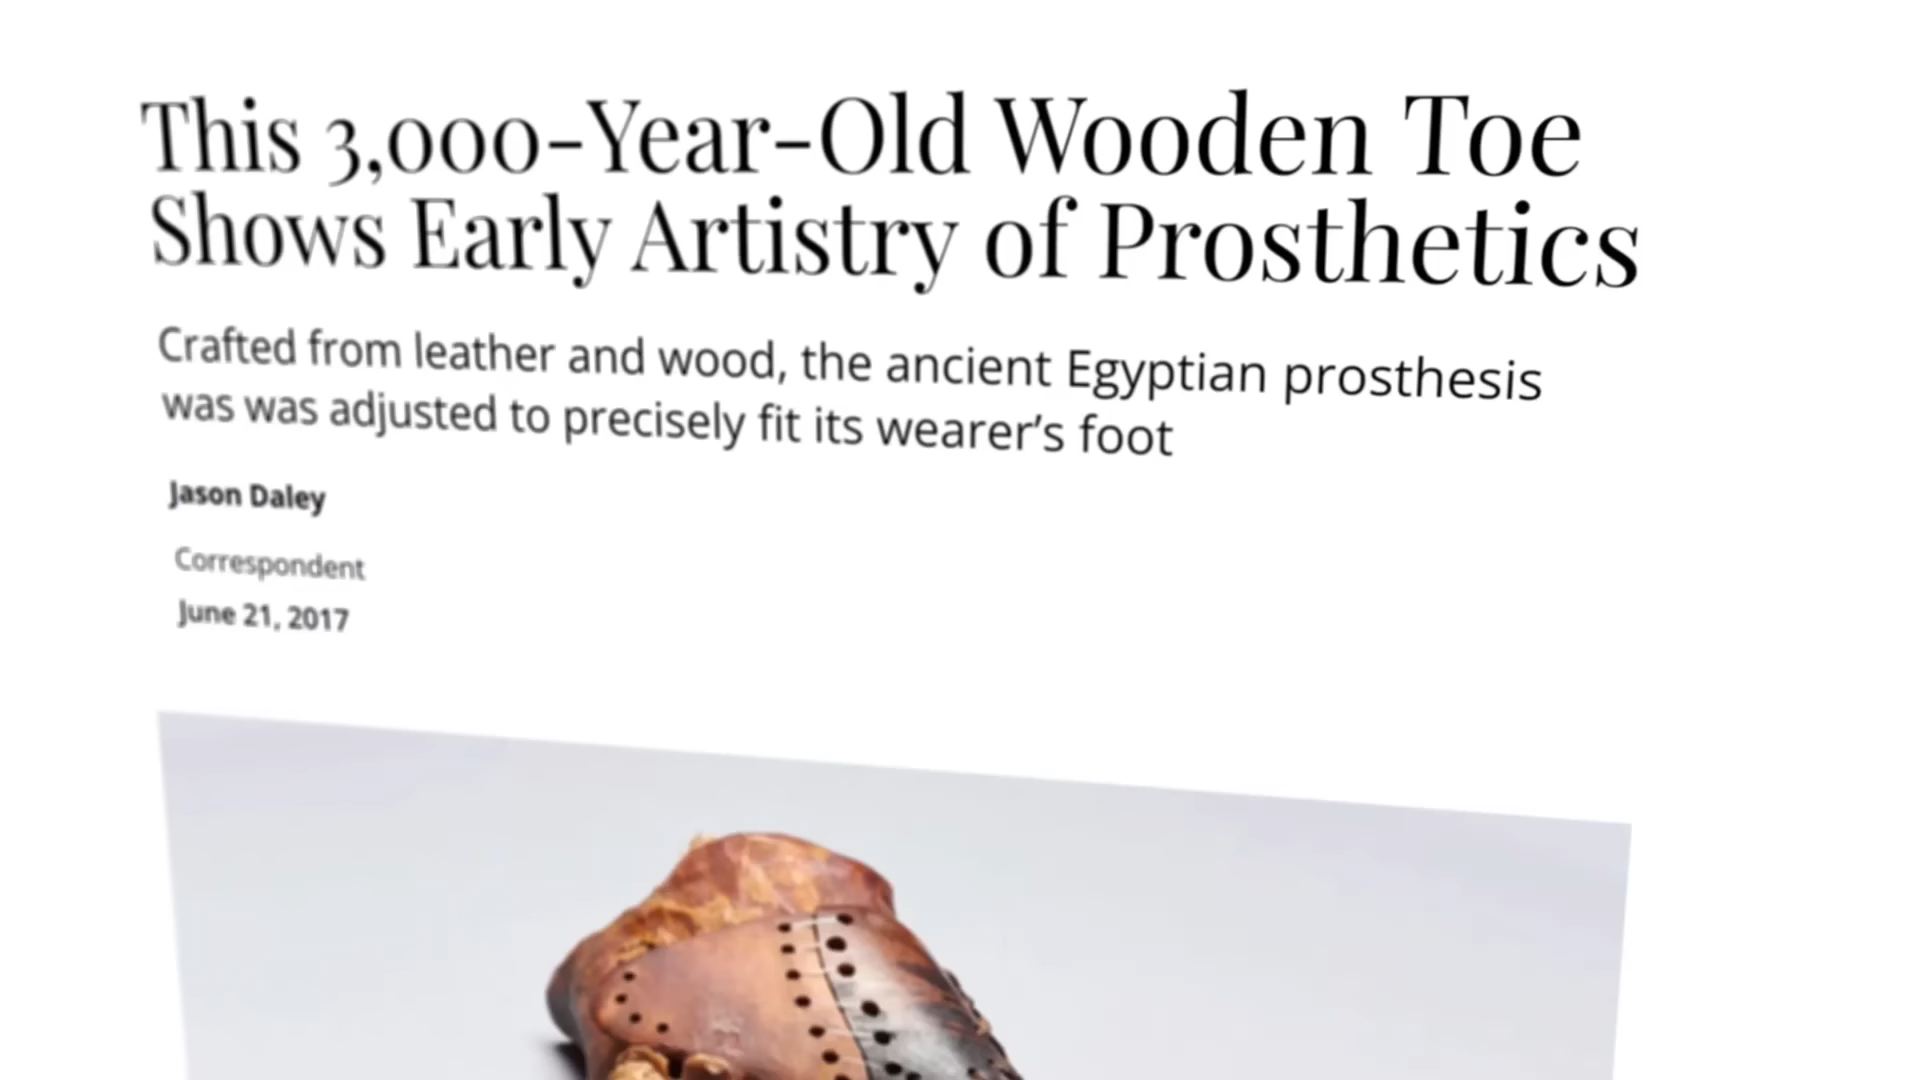 This 3,000-Year-Old Wooden Toe
Shows Early Artistry of Prosthetics
Crafted from leather and wood, the ancient Egyptian prosthesis
was was adjusted to precisely fit its wearer’s foot
Jason Daley
Correspondent
June 21, 2017